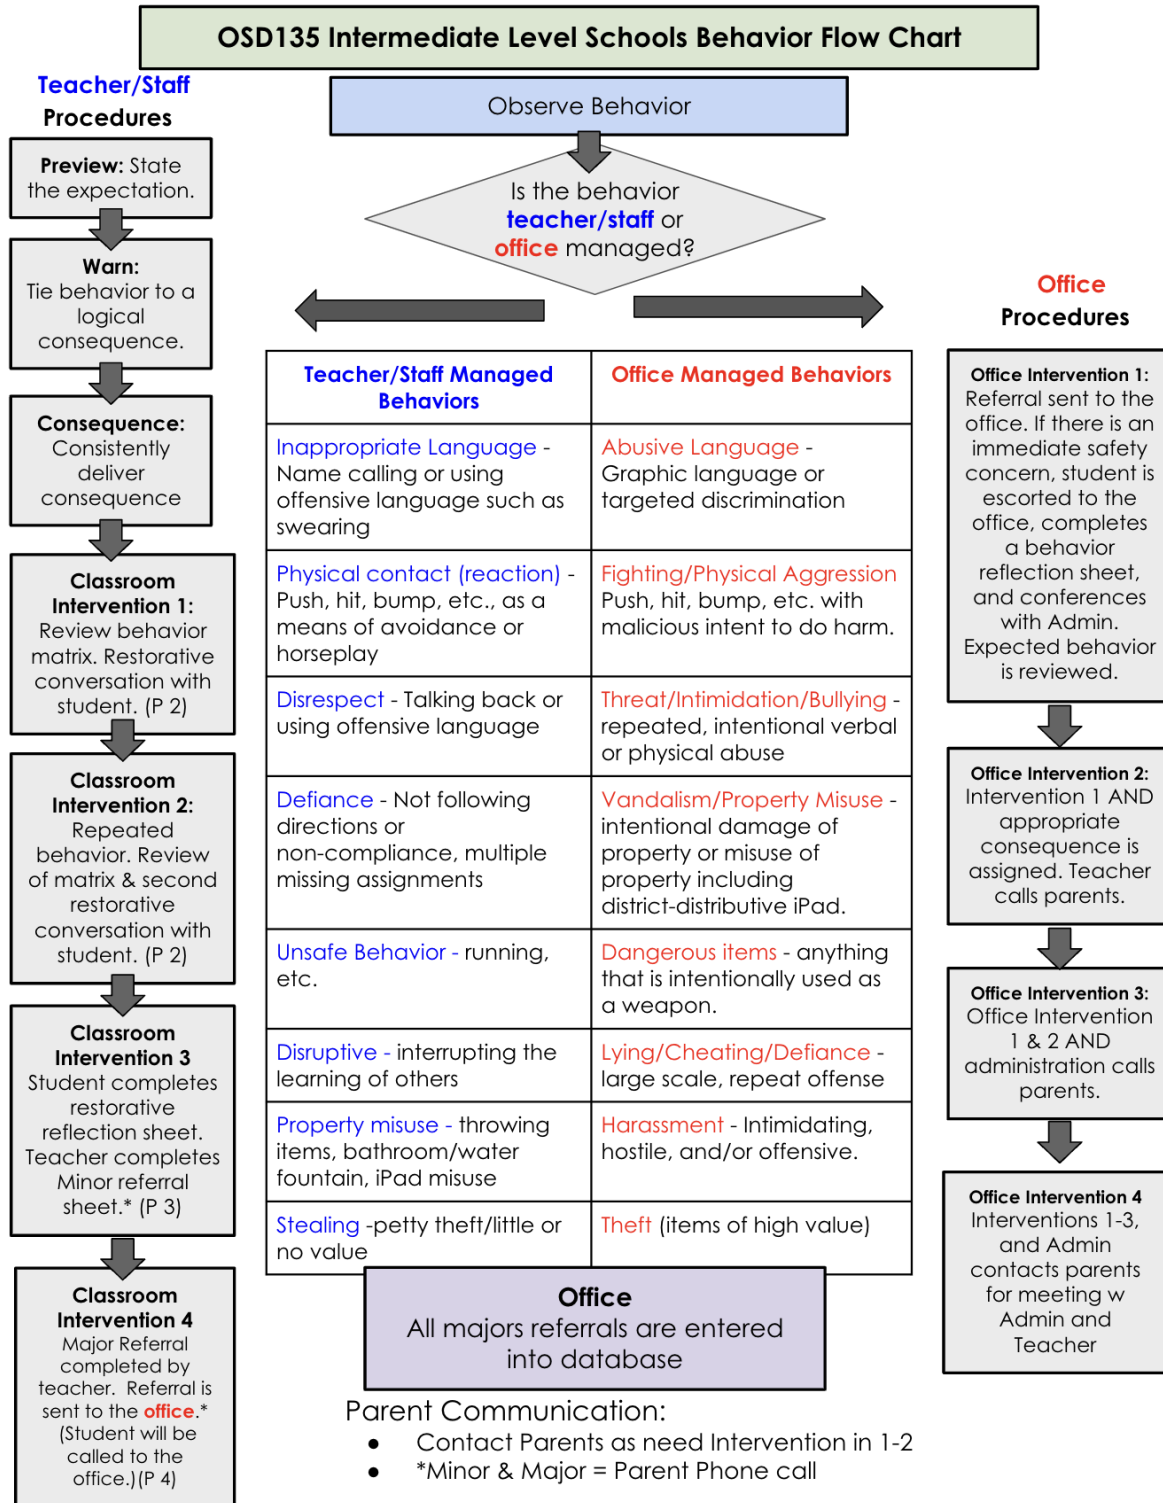 OSD135 Intermediate Level Schools Behavior Flow Chart
Teacher/Staff
Procedures
Preview: State
the expectation.
Warn:
Tie behavior to a
logical
consequence.
Consequence:
Consistently
deliver
consequence
Classroom
Intervention 1:
Review behavior
matrix. Restorative
conversation with
student. (P 2)
Classroom
Intervention 2:
Repeated
behavior. Review
of matrix & second
restorative
conversation with
student. (P 2)
Classroom
Intervention 3
Student completes
restorative
reflection sheet.
Teacher completes
Minor referral
sheet.* (P 3)
Classroom
Intervention 4
Major Referral
completed by
teacher. Referral is
sent to the office.*
(Student will be
called to the
office.)(P 4)
Observe Behavior
Is the behavior
teacher/staff or
office managed?
Teacher/Staff Managed
Behaviors
Office Managed Behaviors
Inappropriate Language -
Name calling or using
offensive language such as
swearing
Abusive Language -
Graphic language or
targeted discrimination
Physical contact (reaction) -
Push, hit, bump, etc., as a
means of avoidance or
horseplay
Fighting/Physical Aggression
Push, hit, bump, etc. with
malicious intent to do harm.
Disrespect - Talking back or
using offensive language
Threat/Intimidation/Bullying -
repeated, intentional verbal
or physical abuse
Defiance - Not following
directions or
non-compliance, multiple
missing assignments
Vandalism/Property Misuse -
intentional damage of
property or misuse of
property including
district-distributive iPad.
Unsafe Behavior - running,
etc.
Dangerous items - anything
that is intentionally used as
a weapon.
Disruptive - interrupting the
learning of others
Lying/Cheating/Defiance -
large scale, repeat offense
Property misuse - throwing
items, bathroom/water
fountain, iPad misuse
Harassment - Intimidating,
hostile, and/or offensive.
Stealing -petty theft/little or
no value
Theft (items of high value)
Office
All majors referrals are entered
into database
Parent Communication:
● Contact Parents as need Intervention in 1-2
● *Minor & Major = Parent Phone call
Office
Procedures
Office Intervention 1:
Referral sent to the
office. If there is an
immediate safety
concern, student is
escorted to the
office, completes
a behavior
reflection sheet,
and conferences
with Admin.
Expected behavior
is reviewed.
Office Intervention 2:
Intervention 1 AND
appropriate
consequence is
assigned. Teacher
calls parents.
Office Intervention 3:
Office Intervention
1 & 2 AND
administration calls
parents.
Office Intervention 4
Interventions 1-3,
and Admin
contacts parents
for meeting w
Admin and
Teacher